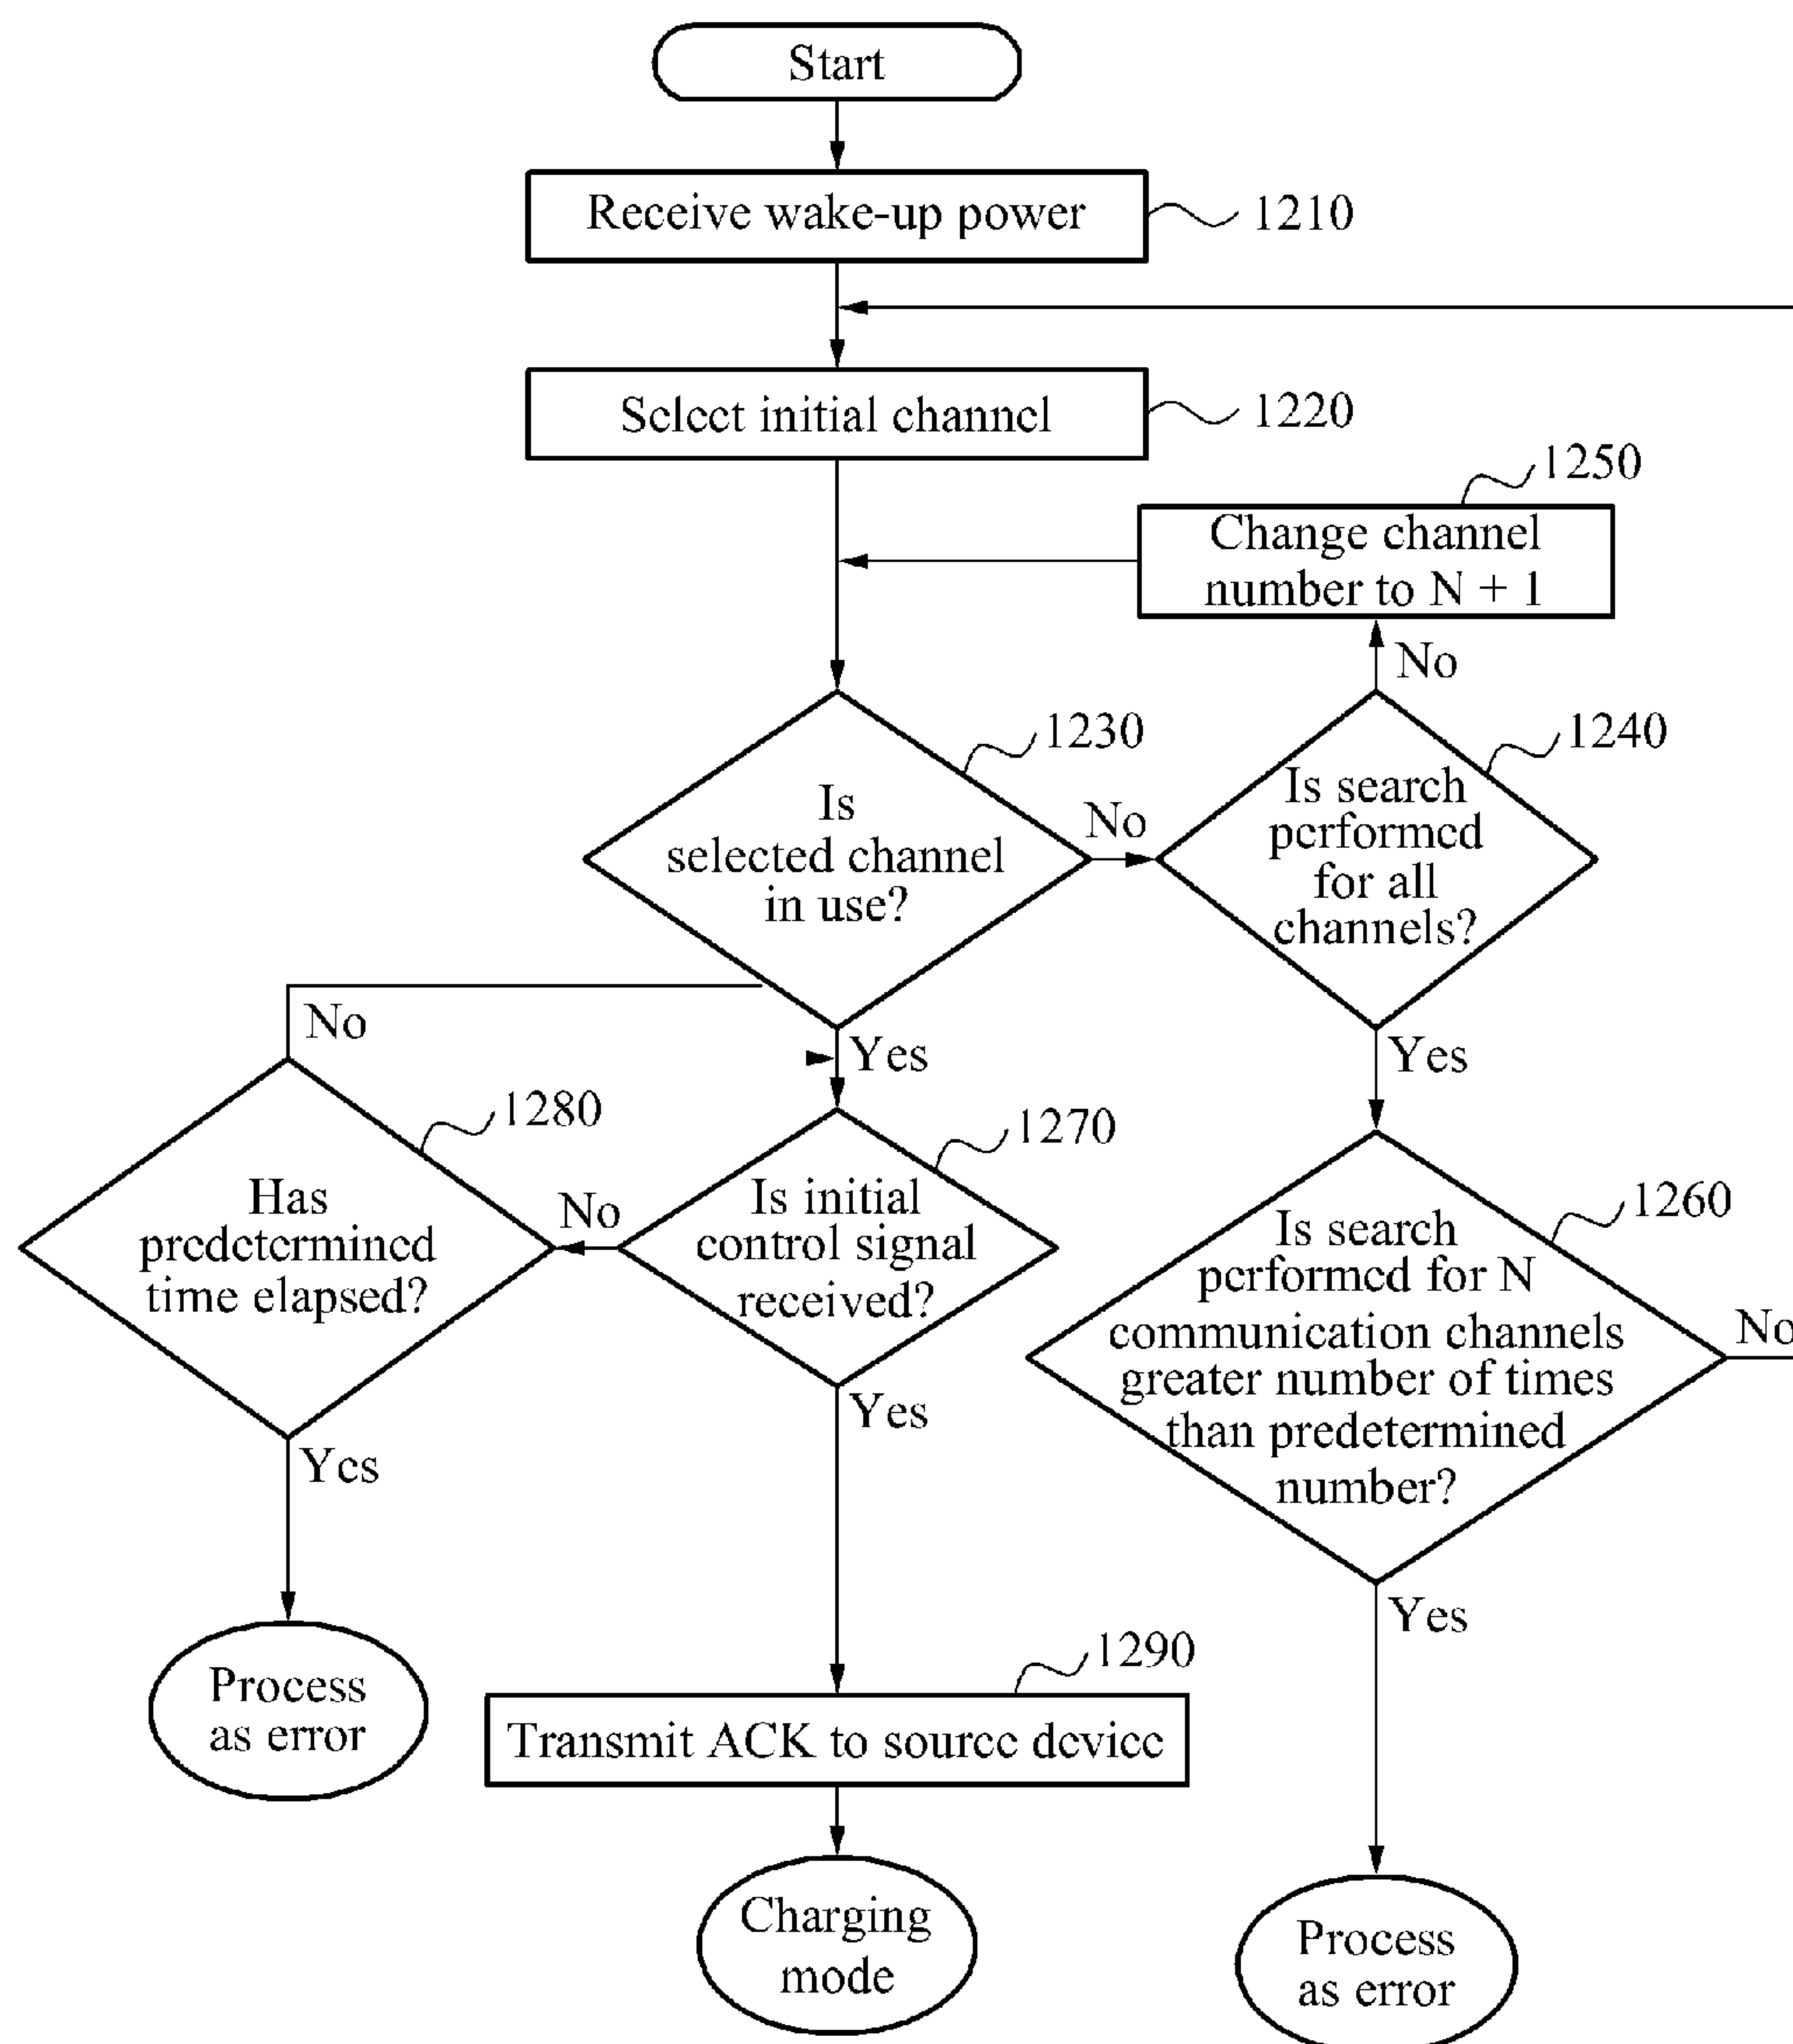 Start
Receive wake-up power
1210
Select initial channel
1220
1250
Change channel
number to N + 1
No
1230
1240
Is
selected channel
in use?
No
Is search
performed
for all
channels?
No
Yes
Yes
1280
1270
1260
Has
predetermined
time elapsed?
No
Is initial
control signal
received?
Is search
performed for N
communication channels
greater number of times
than predetermined
number?
No
Yes
Yes
Yes
1290
Process
as error
Transmit ACK to source device
Charging
mode
Process
as error